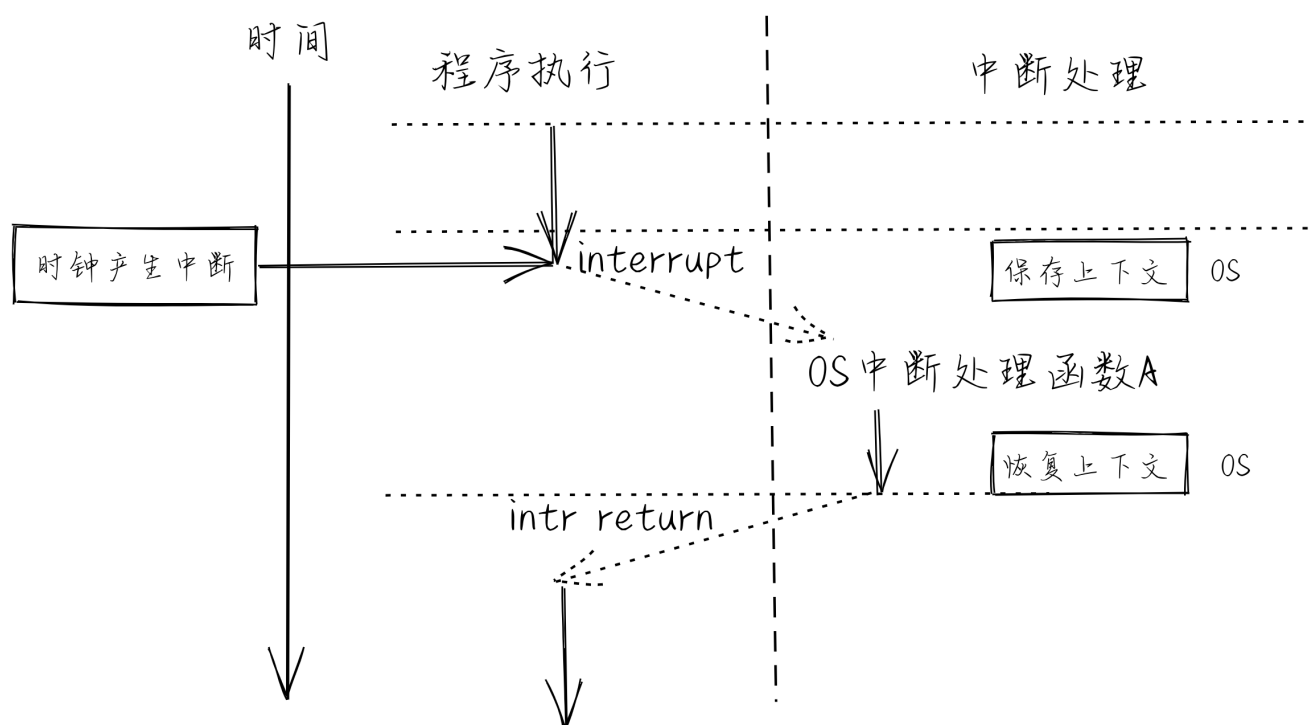 时间
程序执行
中断处理
时钟产生中断
interrupt
保存上下文
OS
OS中断处理函数A
恢复上下文
OS
intr return